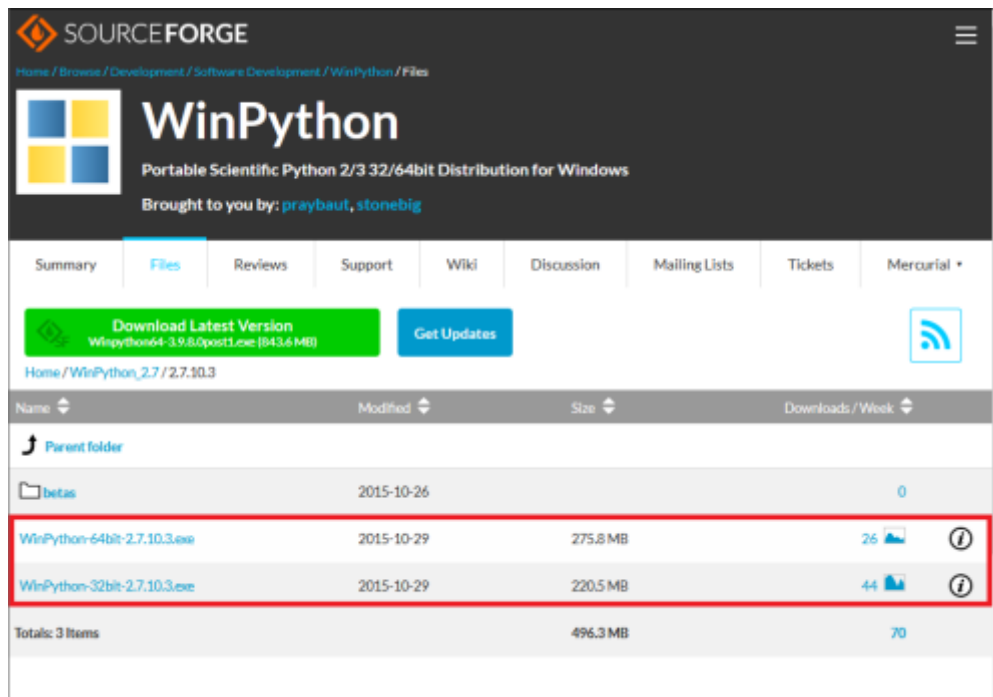 SOURCEFORGE
Home / Browse / Development / Software Development / WinPython / Files
WinPython
Portable Scientific Python 2/3 32/64bit Distribution for Windows
Brought to you by: praybaut, stonebig
Summary Files Reviews Support Wiki Discussion Mailing Lists Tickets Mercurial
Download Latest Version
Winpython64-3.9.8.0post1.exe (843.6 MB)
Get Updates
Home / WinPython_2.7 / 2.7.10.3
Name Modified Size Downloads / Week
Parent folder
betas 2015-10-26 0
WinPython-64bit-2.7.10.3.exe 2015-10-29 275.8 MB 26 i
WinPython-32bit-2.7.10.3.exe 2015-10-29 220.5 MB 44 i
Totals: 3 Items 496.3 MB 70